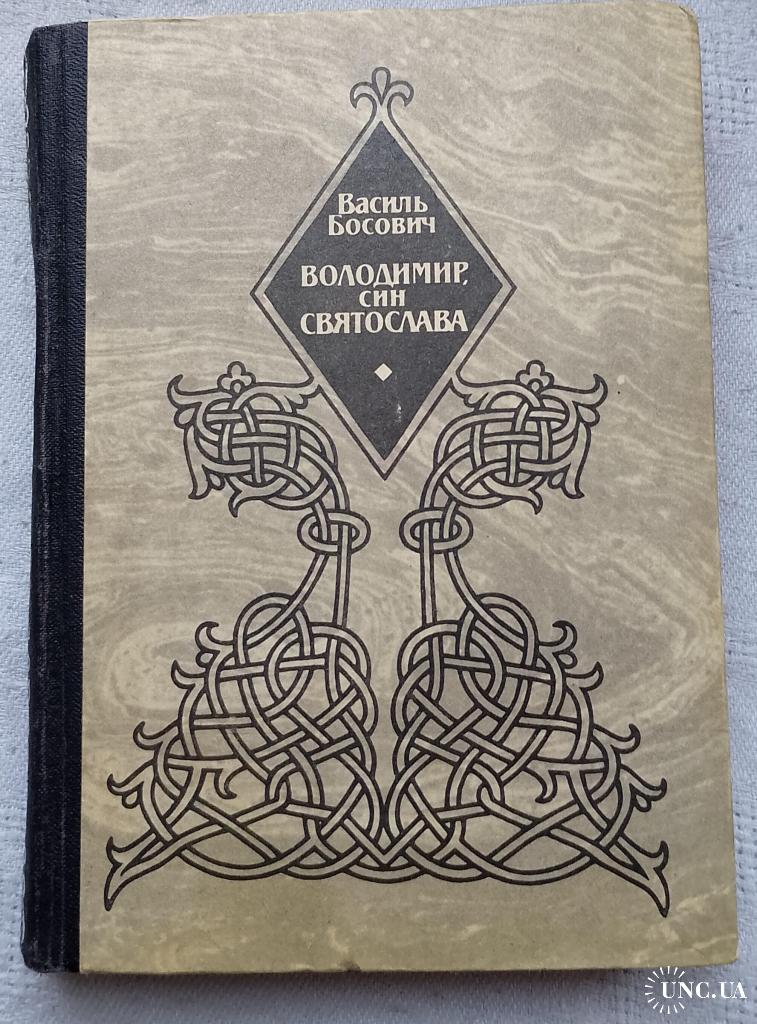 Василь
Босович
ВОЛОДИМИР,
син
СВЯТОСЛАВА
UNC.UA